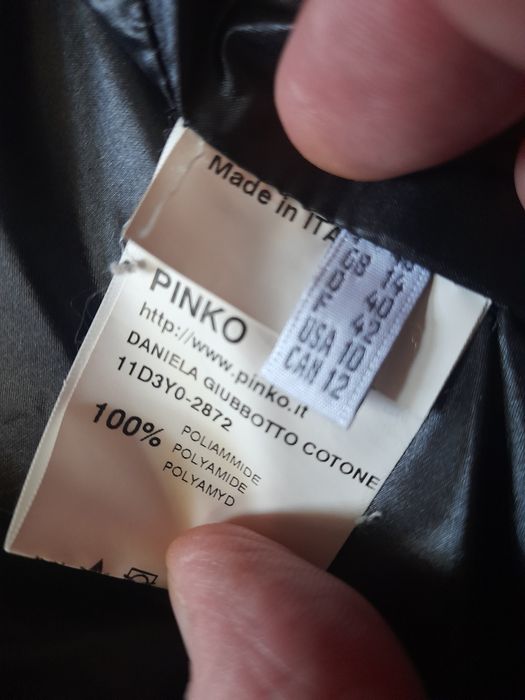 Made in ITA
GB 14
D 40
F 42
USA 10
CAN 12
PINKO
http://www.pinko.it
DANIELA GIUBBOTTO COTONE
11D3Y0-2872
100%
POLIAMMIDE
POLYAMIDE
POLYAMYD